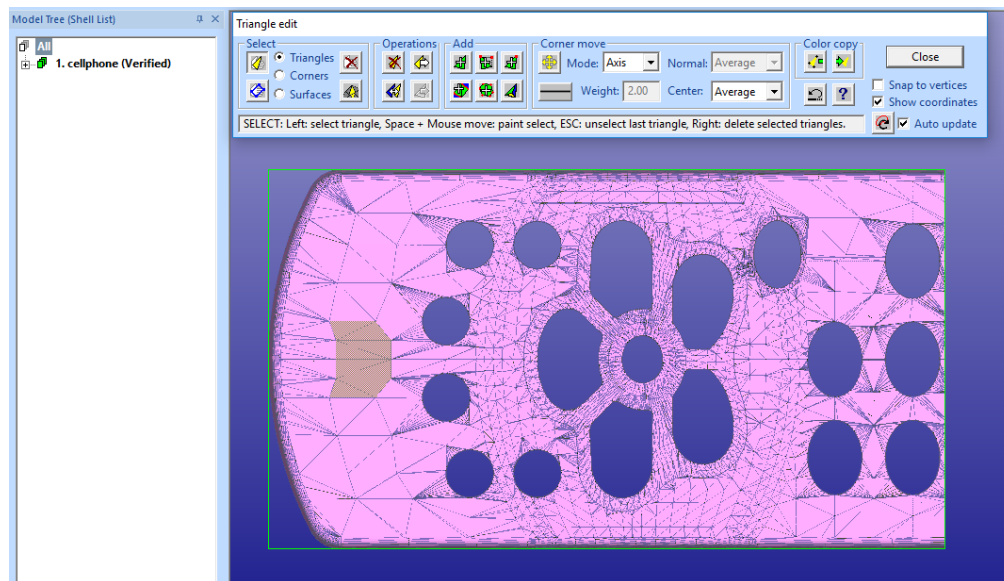 Model Tree (Shell List)
All
1. cellphone (Verified)
Triangle edit
Select
Triangles
Corners
Surfaces
Operations
Add
Corner move
Mode: Axis
Normal: Average
Weight: 2.00
Center: Average
Color copy
?
Close
Snap to vertices
Show coordinates
Auto update
SELECT: Left: select triangle, Space + Mouse move: paint select, ESC: unselect last triangle, Right: delete selected triangles.